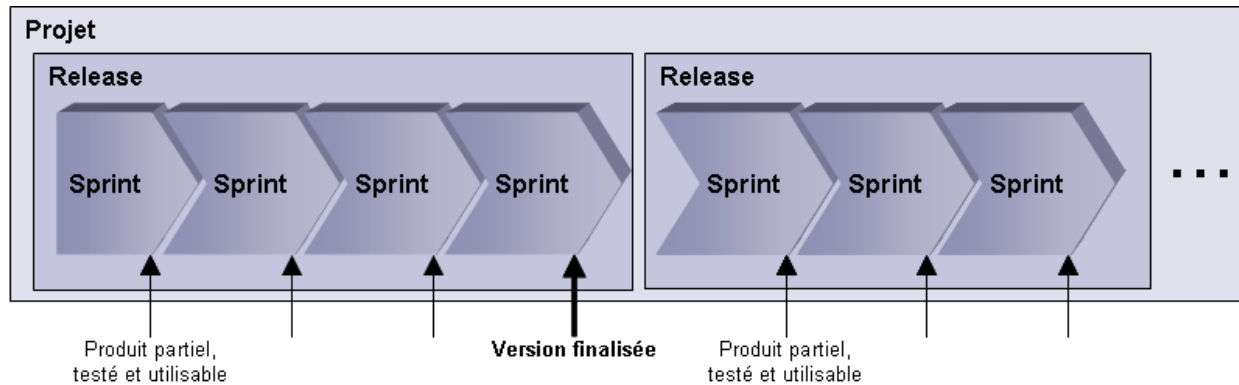 Projet
Release
Release
Sprint
Sprint
Sprint
Sprint
Sprint
Sprint
Sprint
...
Produit partiel,
testé et utilisable
Version finalisée
Produit partiel,
testé et utilisable